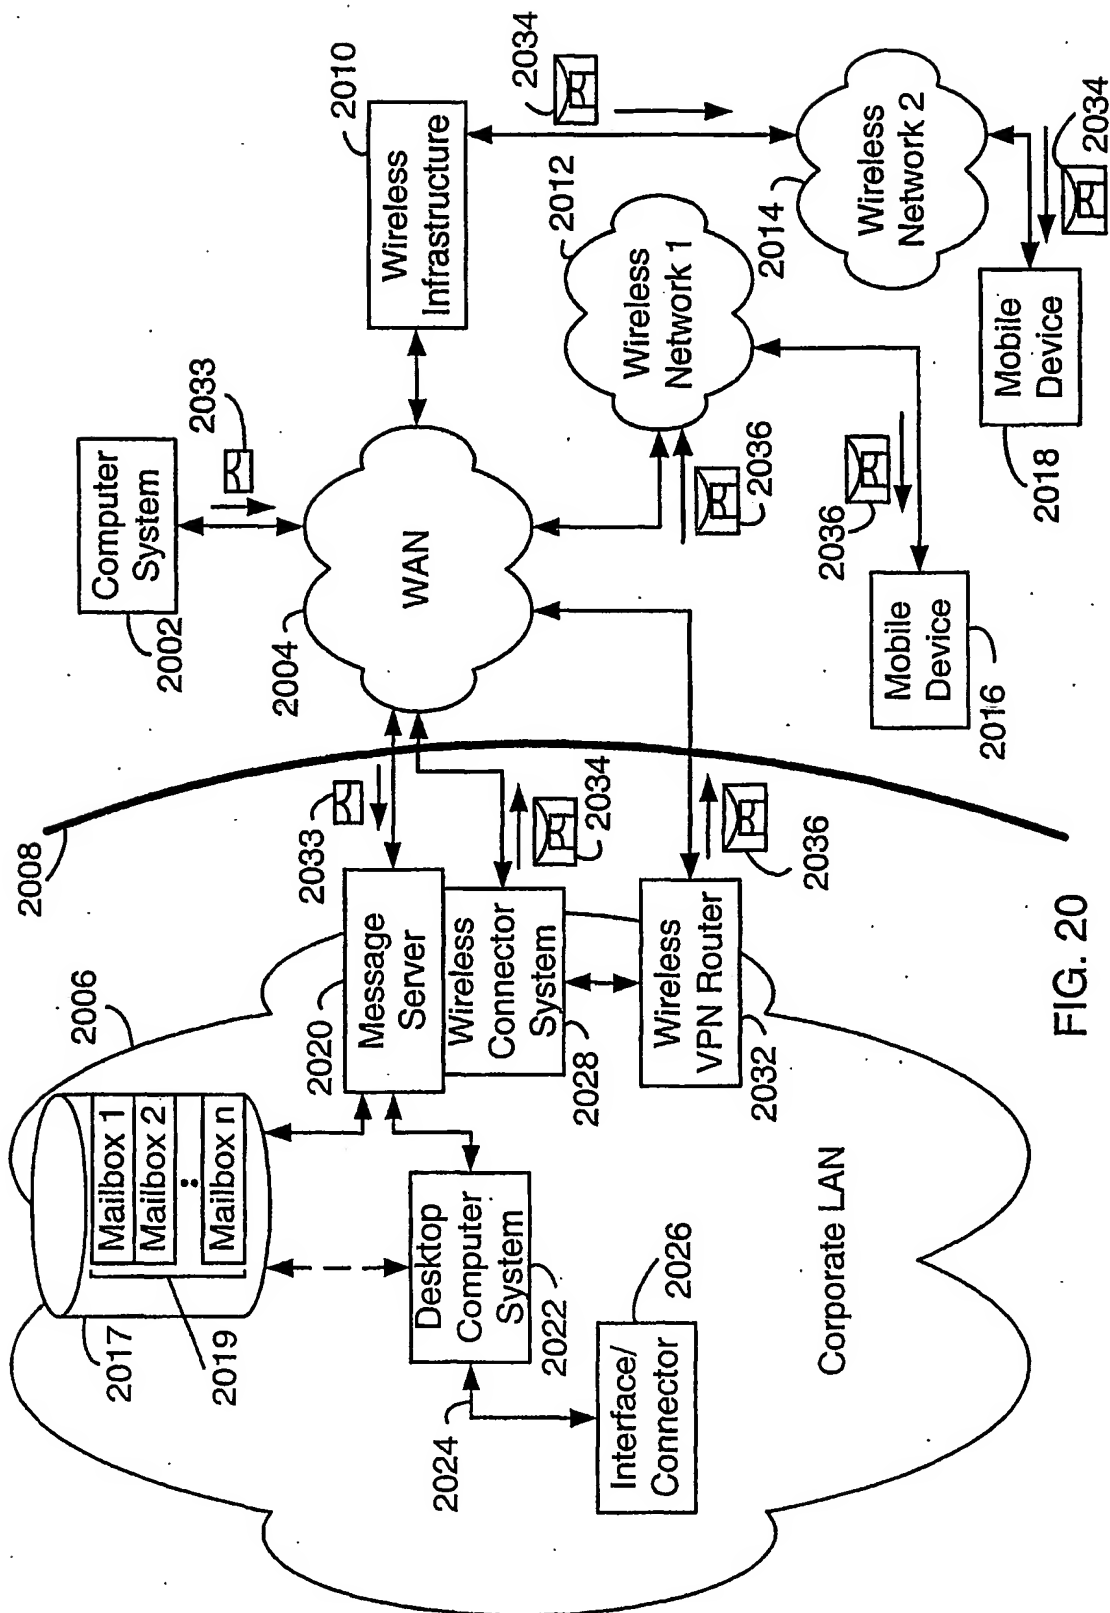 2008
2006
2017
2019
Mailbox 1
Mailbox 2
Mailbox n
2020
Message
Server
2033
Computer
System
2002
2033
2004
WAN
2010
Wireless
Infrastructure
2034
Desktop
Computer
System
2022
2024
Wireless
Connector
System
2028
2034
2012
Wireless
Network 1
2014
Wireless
Network 2
2034
Interface/
Connector
2026
Wireless
VPN Router
2032
2036
2036
2036
Mobile
Device
2016
Mobile
Device
2018
Corporate LAN
FIG. 20